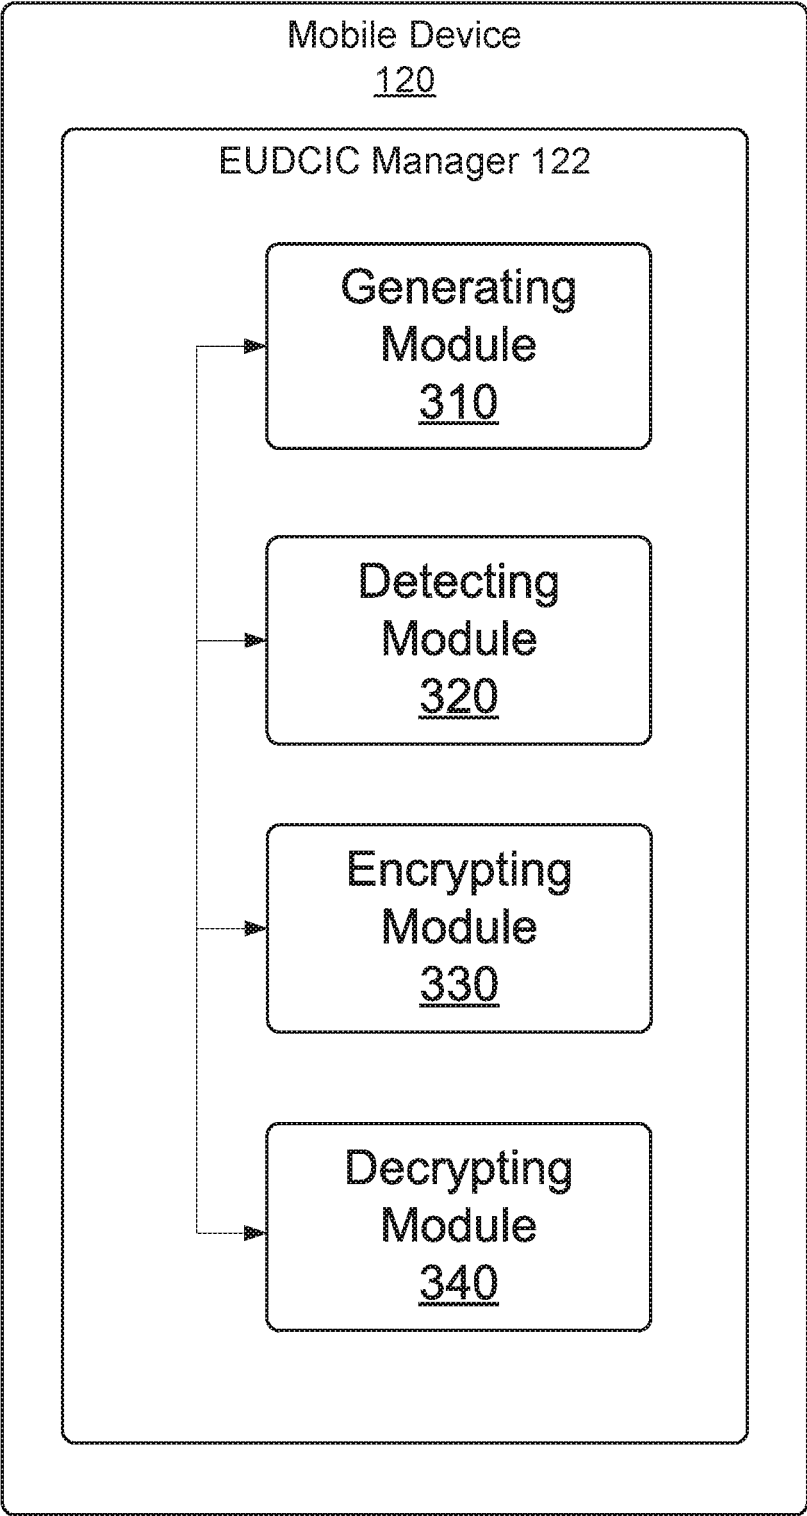 Mobile Device
120
EUDCIC Manager 122
Generating
Module
310
Detecting
Module
320
Encrypting
Module
330
Decrypting
Module
340